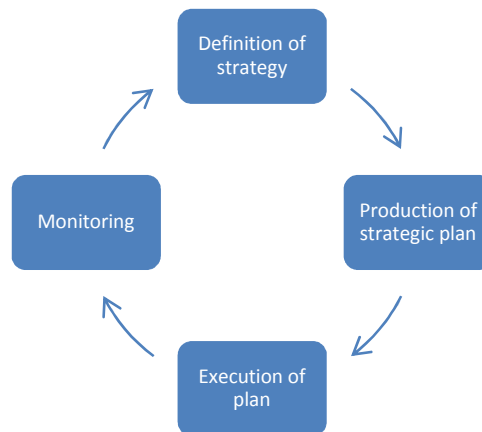 Definition of
strategy
Production of
strategic plan
Execution of
plan
Monitoring